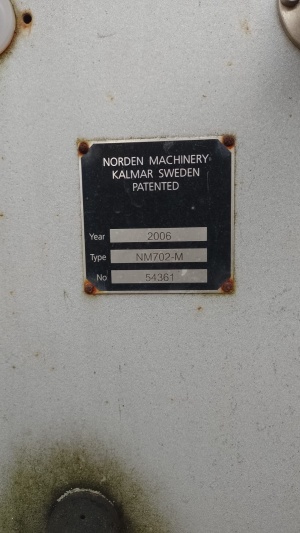 NORDEN MACHINERY
KALMAR SWEDEN
PATENTED
Year 2006
Type NM702-M
No 54361